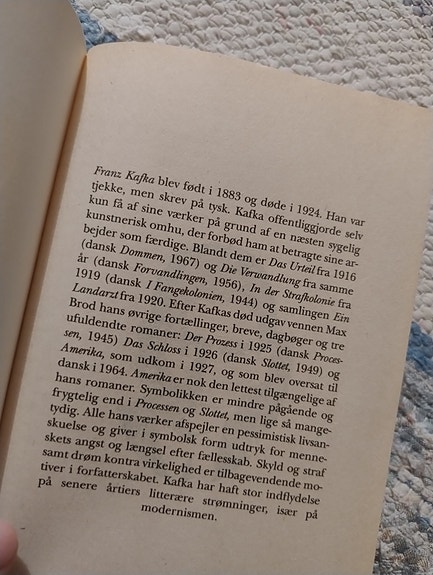 Franz Kafka blev født i 1883 og døde i 1924. Han var
tjekke, men skrev på tysk. Kafka offentliggjorde selv
kun få af sine værker på grund af en næsten sygelig
kunstnerisk omhu, der forbød ham at betragte sine ar-
bejder som færdige. Blandt dem er Das Urteil fra 1916
(dansk Dommen, 1967) og Die Verwandlung fra samme
år (dansk Forvandlingen, 1956), In der Strafkolonie fra
1919 (dansk I Fangekolonien, 1944) og samlingen Ein
Landarzt fra 1920. Efter Kafkas død udgav vennen Max
Brod hans øvrige fortællinger, breve, dagbøger og tre
ufuldendte romaner: Der Prozess i 1925 (dansk Proces-
sen, 1945) Das Schloss i 1926 (dansk Slottet, 1949) og
Amerika, som udkom i 1927, og som blev oversat til
dansk i 1964. Amerika er nok den lettest tilgængelige af
hans romaner. Symbolikken er mindre pågående og
frygtelig end i Processen og Slottet, men lige så mange-
tydig. Alle hans værker afspejler en pessimistisk livsan-
skuelse og giver i symbolsk form udtryk for menne-
skets angst og længsel efter fællesskab. Skyld og straf
samt drøm kontra virkelighed er tilbagevendende mo-
tiver i forfatterskabet. Kafka har haft stor indflydelse
på senere årtiers litterære strømninger, især på
modernismen.